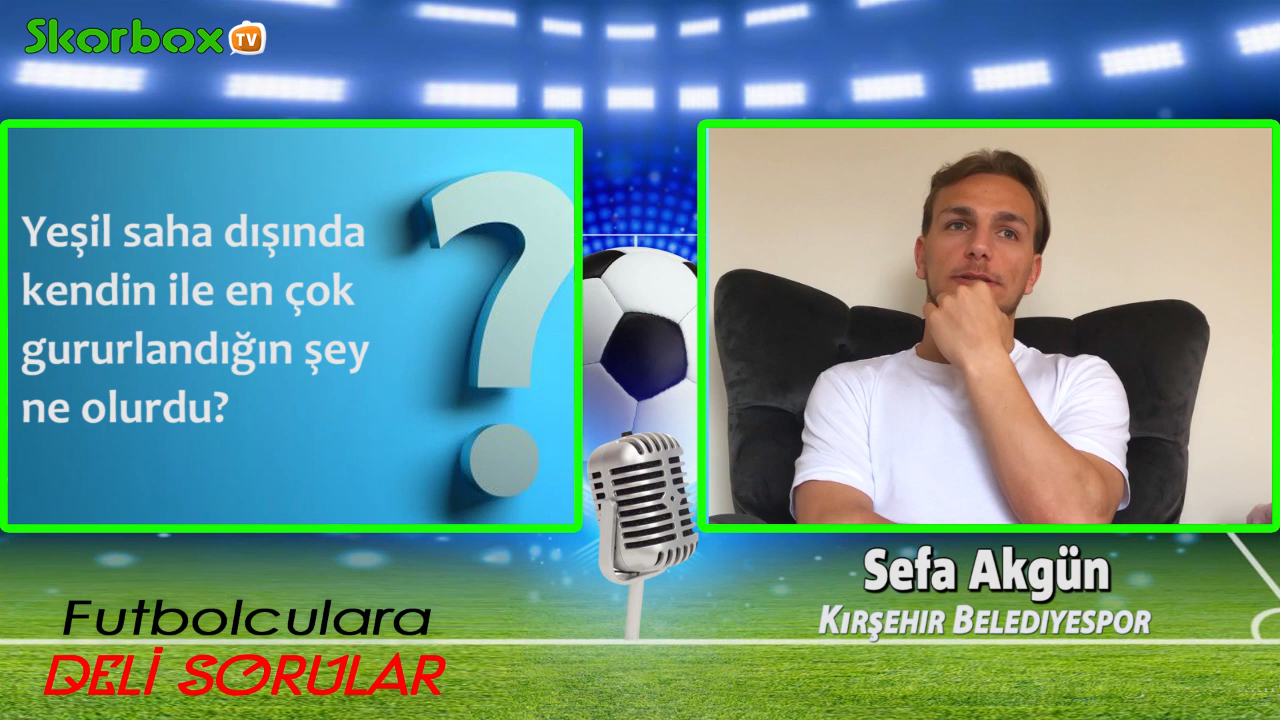 Skorbox TV
Yeşil saha dışında
kendin ile en çok
gururlandığın şey
ne olurdu?
Sefa Akgün
KIRŞEHIR BELEDIYESPOR
Futbolculara
DELİ SORULAR